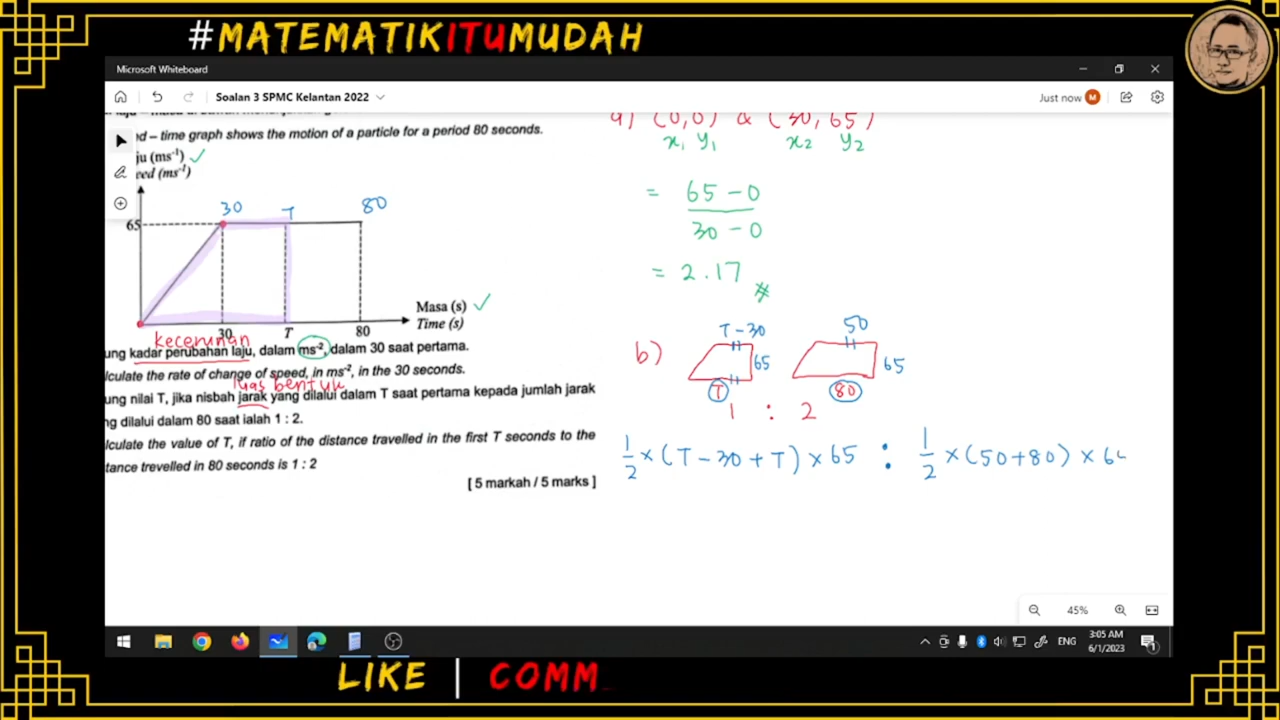 #MATEMATIKITUMUDAH
Microsoft Whiteboard
Soalan 3 SPMC Kelantan 2022
Just now
M
ed – time graph shows the motion of a particle for a period 80 seconds.
ju (ms-1) ✓
eed (ms-1)
30 T 80
65
Masa (s) ✓
Time (s)
30 T 80
kecerunan
ung kadar perubahan laju, dalam ms-2, dalam 30 saat pertama.
lculate the rate of change of speed, in ms-2, in the 30 seconds.
luas bentuk
ung nilai T, jika nisbah jarak yang dilalui dalam T saat pertama kepada jumlah jarak
ng dilalui dalam 80 saat ialah 1 : 2.
lculate the value of T, if ratio of the distance travelled in the first T seconds to the
tance trevelled in 80 seconds is 1 : 2
[ 5 markah / 5 marks ]
a) (0,0) & (30,65)
x1 y1 x2 y2
= 65 – 0
30 – 0
= 2.17 #
b)
T – 30 50
65 65
T 80
1 : 2
1/2 × (T – 30 + T) × 65 : 1/2 × (50+80) × 6
45%
ENG
3:05 AM
6/1/2023
1
LIKE | COMM